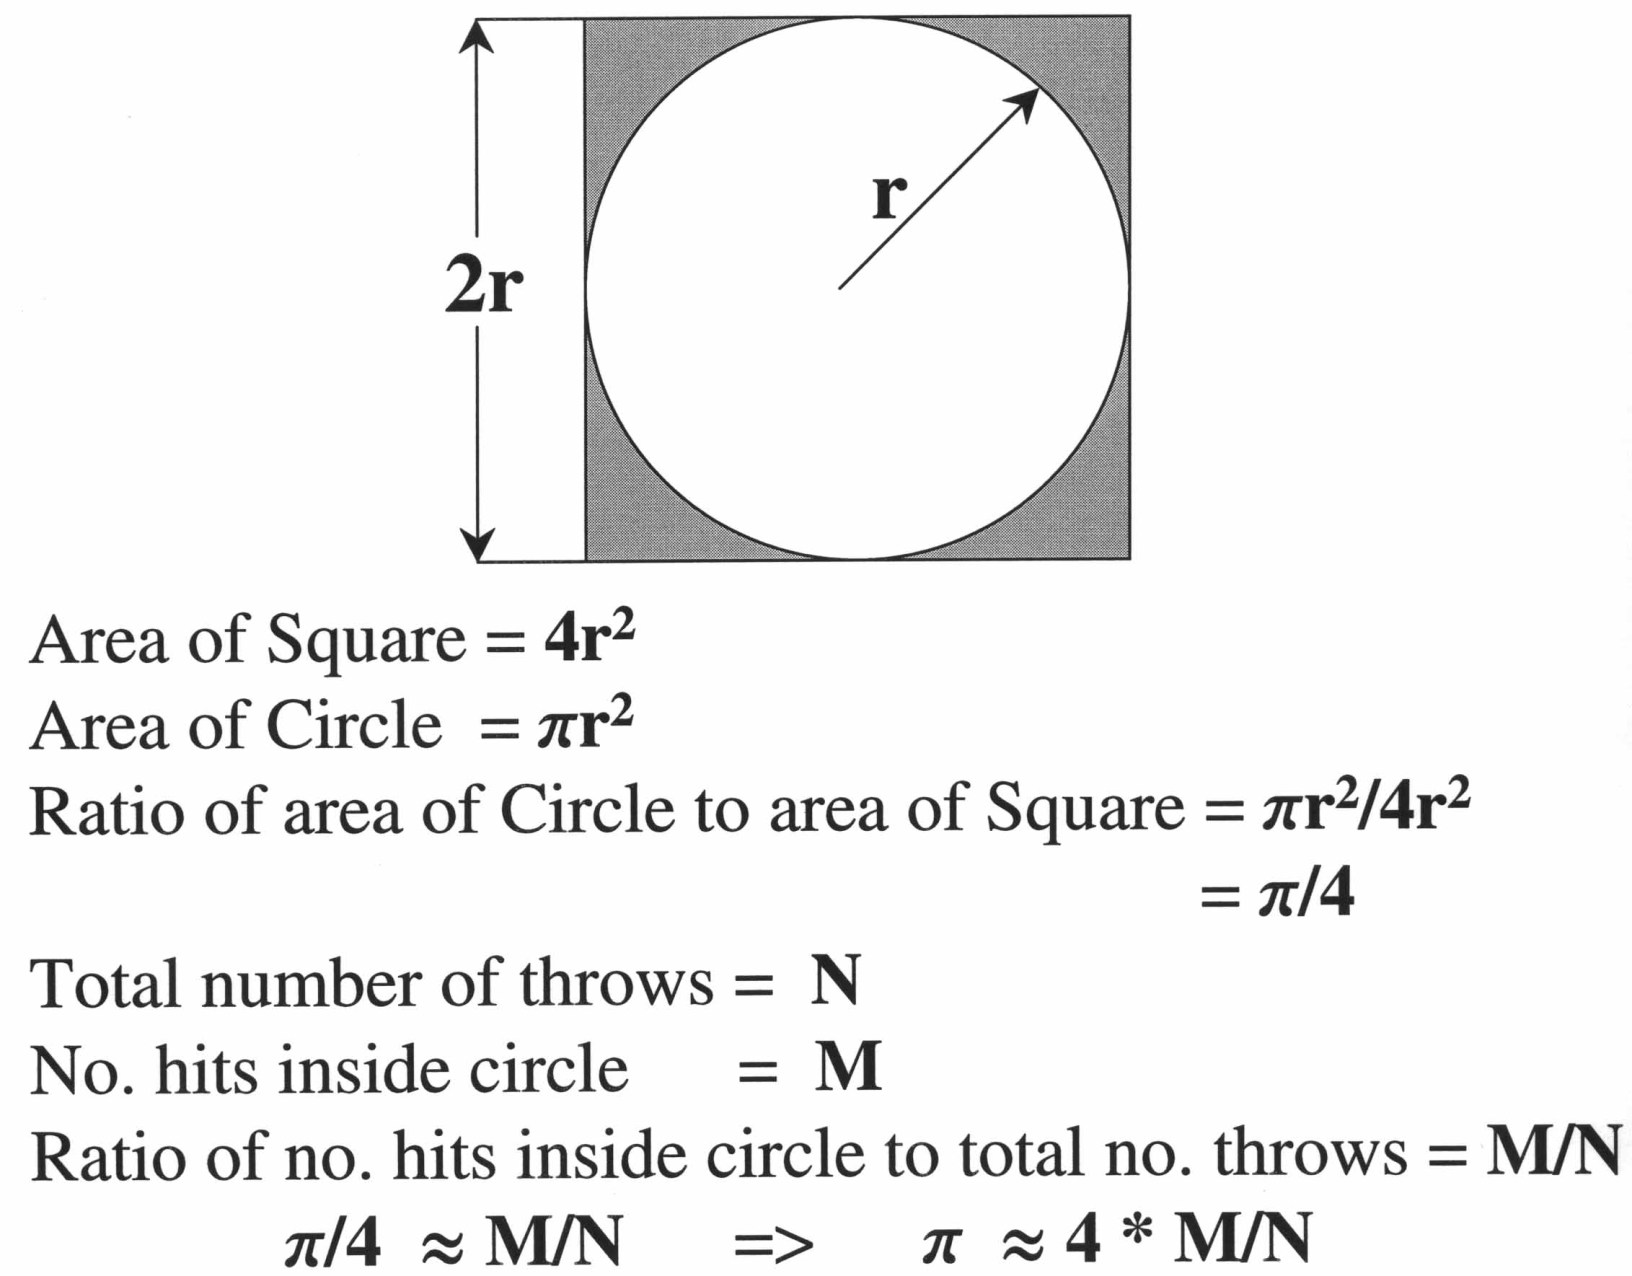 r
2r
Area of Square = 4r²
Area of Circle = πr²
Ratio of area of Circle to area of Square = πr²/4r²
= π/4
Total number of throws = N
No. hits inside circle = M
Ratio of no. hits inside circle to total no. throws = M/N
π/4 ≈ M/N => π ≈ 4 * M/N